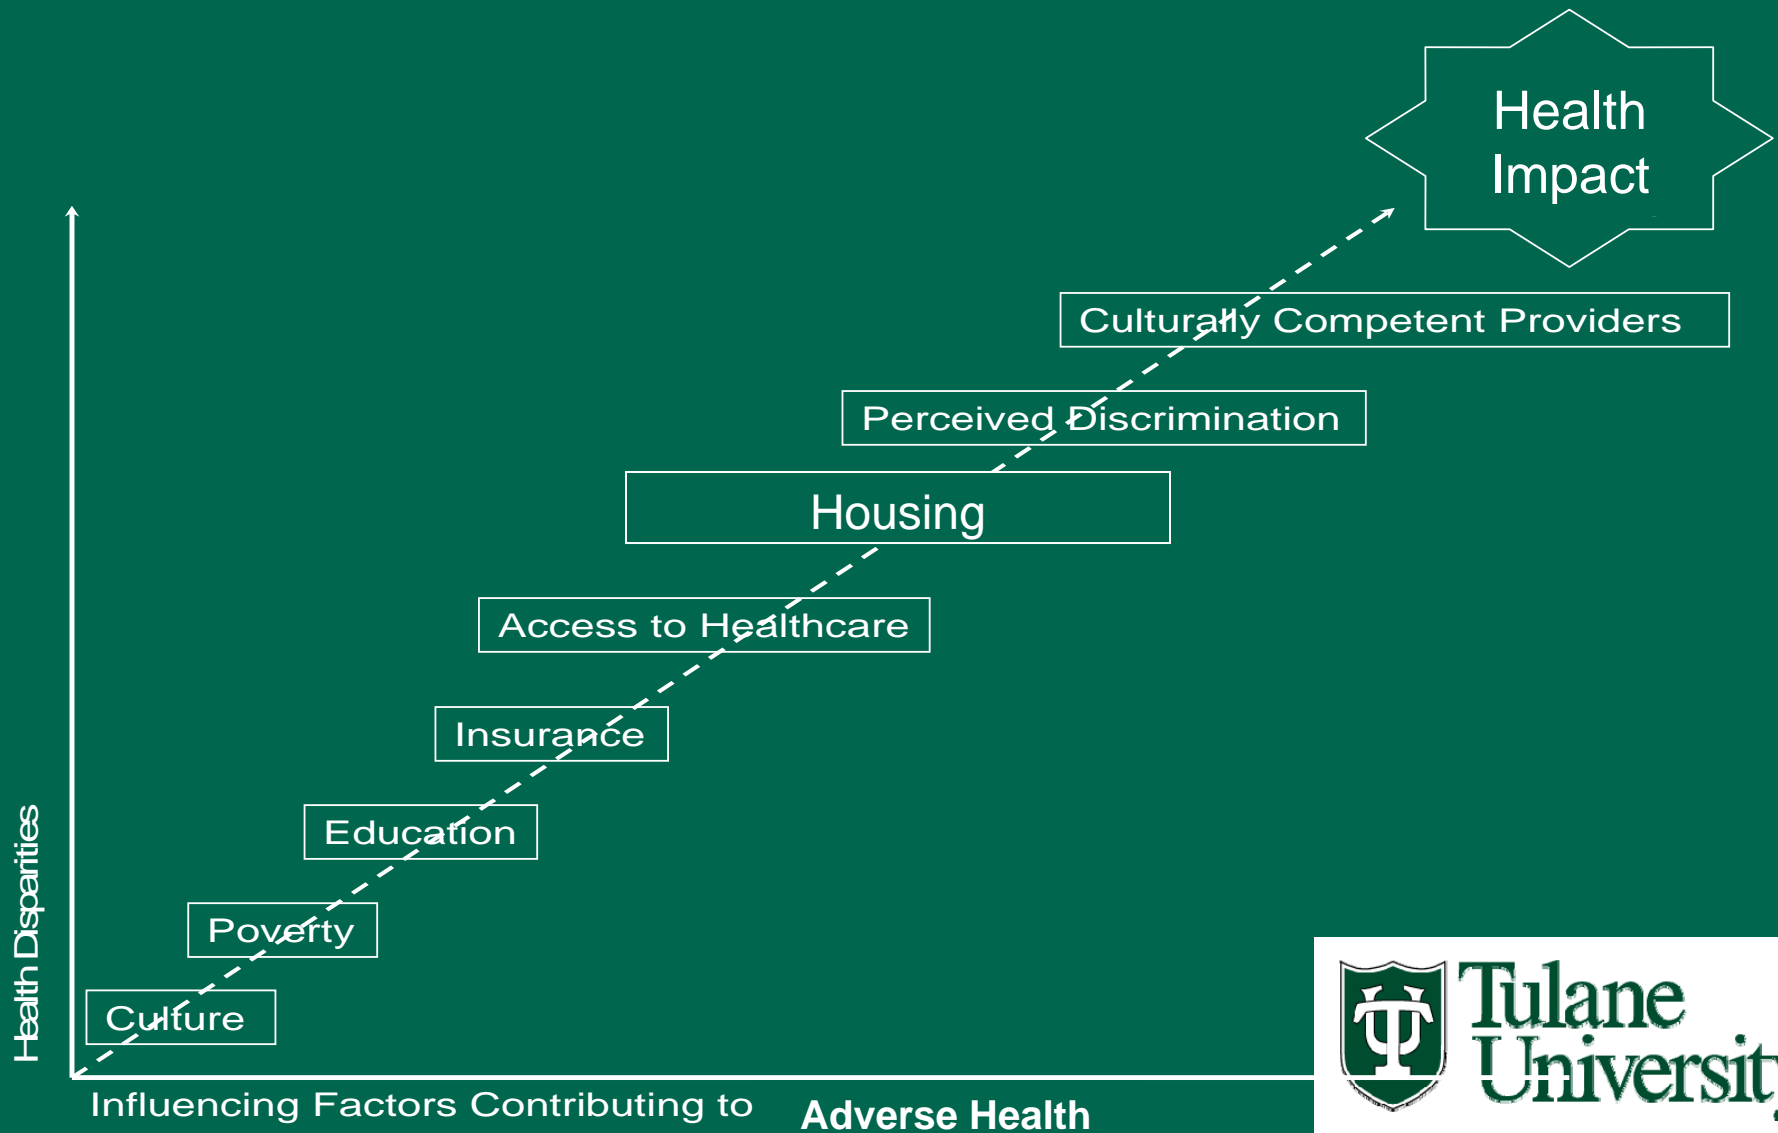 Health
Impact
Culturally Competent Providers
Perceived Discrimination
Housing
Access to Healthcare
Insurance
Education
Poverty
Culture
Health Disparities
Influencing Factors Contributing to Adverse Health
Tulane
University